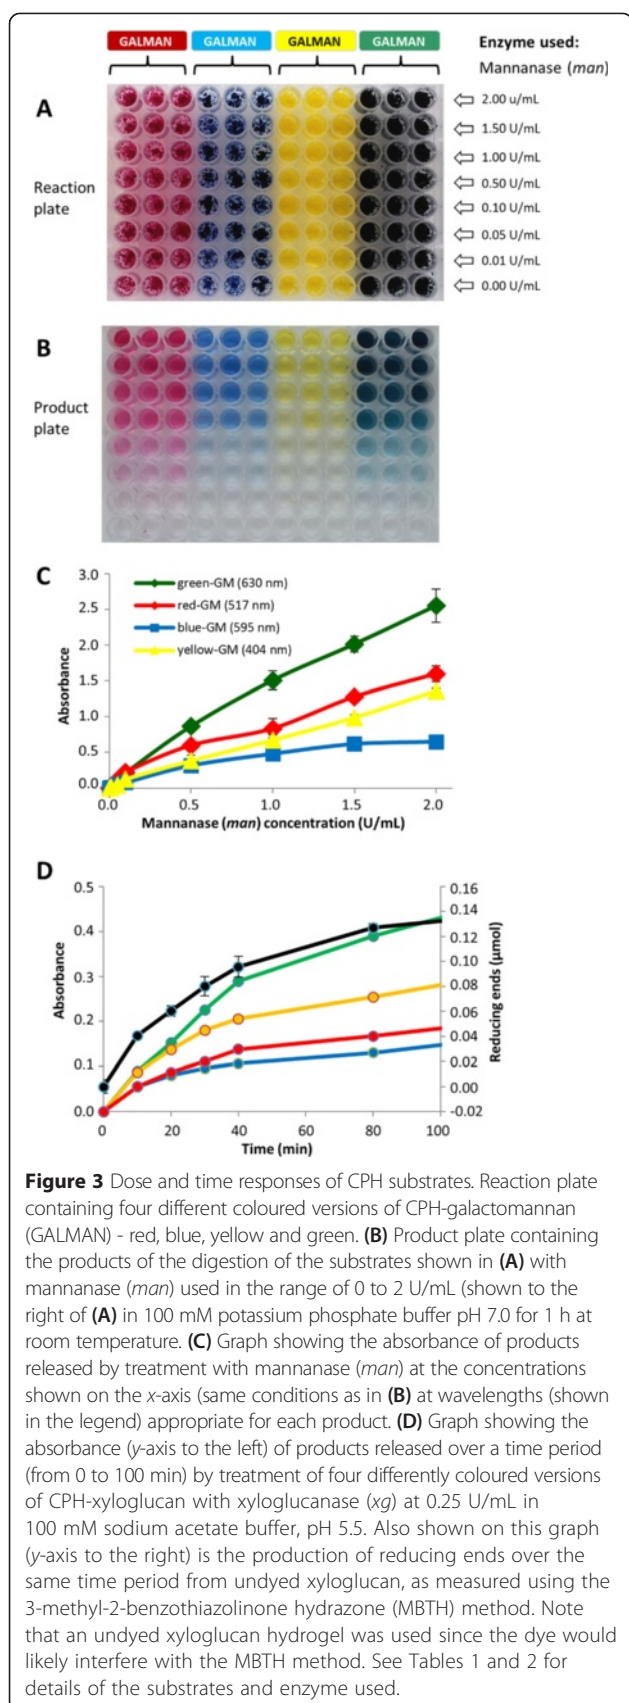 GALMAN GALMAN GALMAN GALMAN Enzyme used:
Mannanase (man)
A
Reaction
plate
2.00 u/mL
1.50 U/mL
1.00 U/mL
0.50 U/mL
0.10 U/mL
0.05 U/mL
0.01 U/mL
0.00 U/mL
B
Product
plate
C
3.0
2.5
2.0
1.5
1.0
0.5
0.0
Absorbance
green-GM (630 nm)
red-GM (517 nm)
blue-GM (595 nm)
yellow-GM (404 nm)
0.0 0.5 1.0 1.5 2.0
Mannanase (man) concentration (U/mL)
D
0.5
0.4
0.3
0.2
0.1
0.0
Absorbance
0.16
0.14
0.12
0.10
0.08
0.06
0.04
0.02
0.00
-0.02
Reducing ends (µmol)
0 20 40 60 80 100
Time (min)
Figure 3 Dose and time responses of CPH substrates. Reaction plate
containing four different coloured versions of CPH-galactomannan
(GALMAN) - red, blue, yellow and green. (B) Product plate containing
the products of the digestion of the substrates shown in (A) with
mannanase (man) used in the range of 0 to 2 U/mL (shown to the
right of (A) in 100 mM potassium phosphate buffer pH 7.0 for 1 h at
room temperature. (C) Graph showing the absorbance of products
released by treatment with mannanase (man) at the concentrations
shown on the x-axis (same conditions as in (B) at wavelengths (shown
in the legend) appropriate for each product. (D) Graph showing the
absorbance (y-axis to the left) of products released over a time period
(from 0 to 100 min) by treatment of four differently coloured versions
of CPH-xyloglucan with xyloglucanase (xg) at 0.25 U/mL in
100 mM sodium acetate buffer, pH 5.5. Also shown on this graph
(y-axis to the right) is the production of reducing ends over the
same time period from undyed xyloglucan, as measured using the
3-methyl-2-benzothiazolinone hydrazone (MBTH) method. Note
that an undyed xyloglucan hydrogel was used since the dye would
likely interfere with the MBTH method. See Tables 1 and 2 for
details of the substrates and enzyme used.